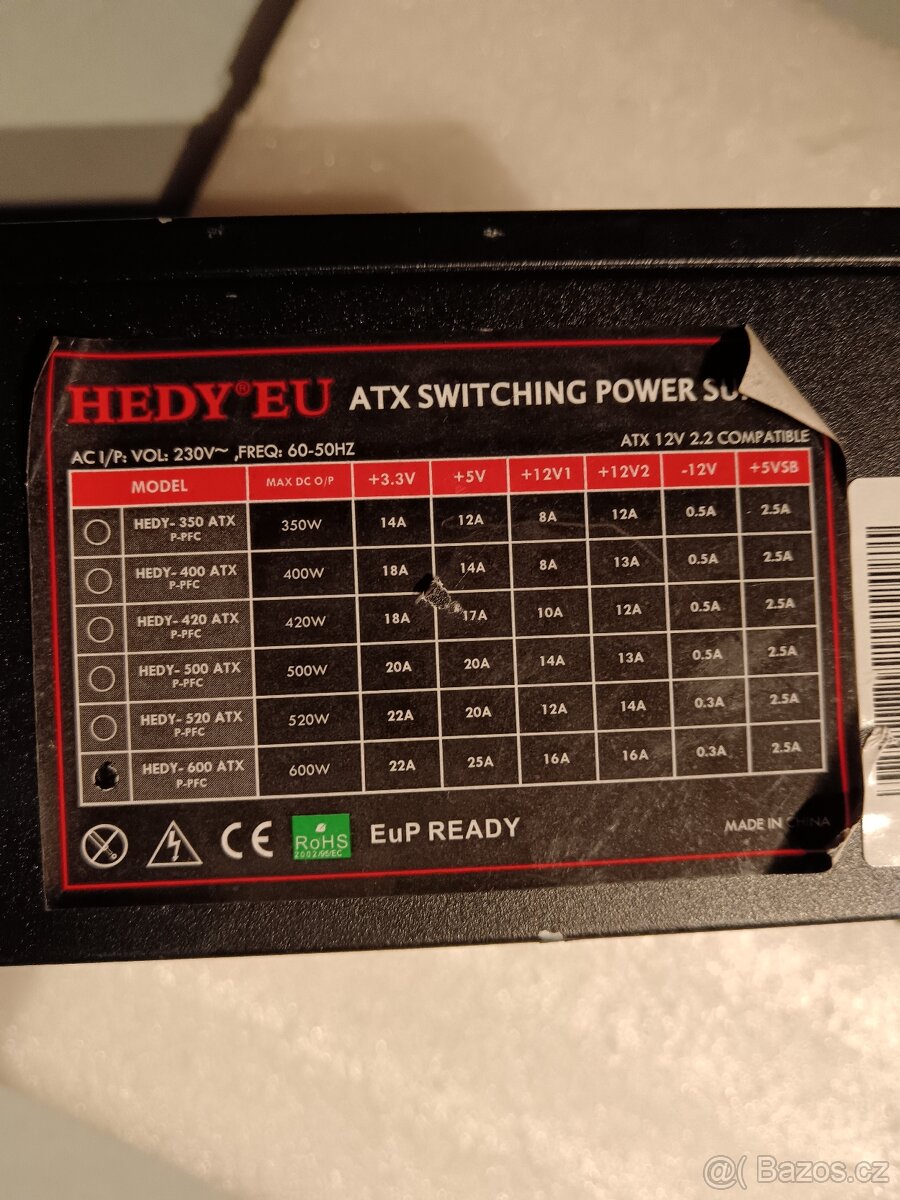 HEDY®EU ATX SWITCHING POWER
AC I/P: VOL: 230V~ ,FREQ: 60-50HZ ATX 12V 2.2 COMPATIBLE
MODEL MAX DC O/P +3.3V +5V +12V1 +12V2 -12V +5VSB
HEDY- 350 ATX P-PFC 350W 14A 12A 8A 12A 0.5A 2.5A
HEDY- 400 ATX P-PFC 400W 18A 14A 8A 13A 0.5A 2.5A
HEDY- 420 ATX P-PFC 420W 18A 17A 10A 12A 0.5A 2.5A
HEDY- 500 ATX P-PFC 500W 20A 20A 14A 13A 0.5A 2.5A
HEDY- 520 ATX P-PFC 520W 22A 20A 12A 14A 0.3A 2.5A
HEDY- 600 ATX P-PFC 600W 22A 25A 16A 16A 0.3A 2.5A
CE RoHS 2002/95/EC EuP READY MADE IN CHINA
@( Bazos.cz